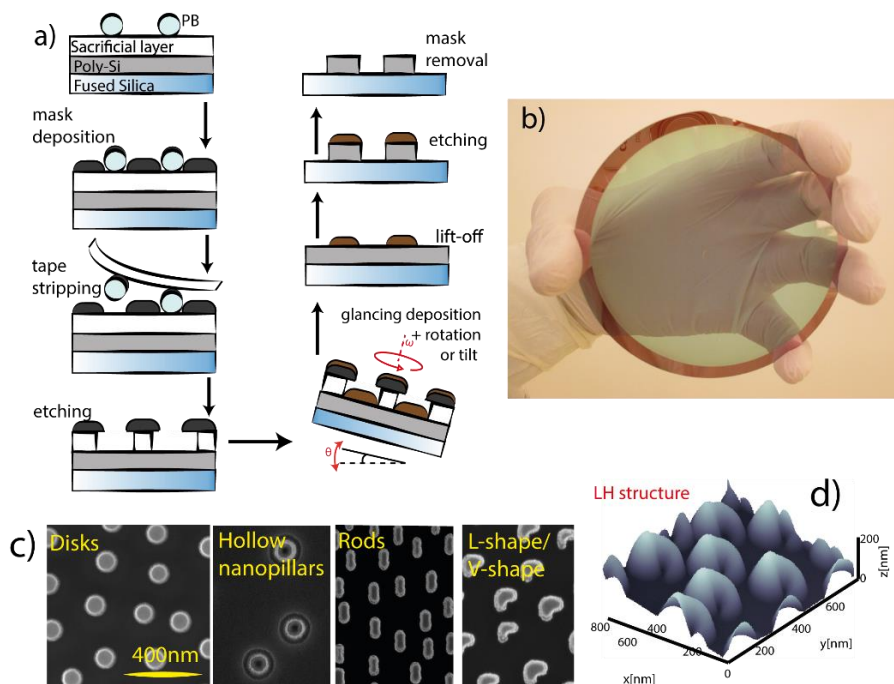 a)
PB
Sacrificial layer
Poly-Si
Fused Silica
mask
deposition
tape
stripping
etching
mask
removal
etching
lift-off
glancing deposition
+ rotation
or tilt
ω
θ
b)
c)
Disks
400nm
Hollow
nanopillars
Rods
L-shape/
V-shape
LH structure
d)
200
0
z[nm]
800
600
400
200
0
200
400
600
x[nm]
y[nm]